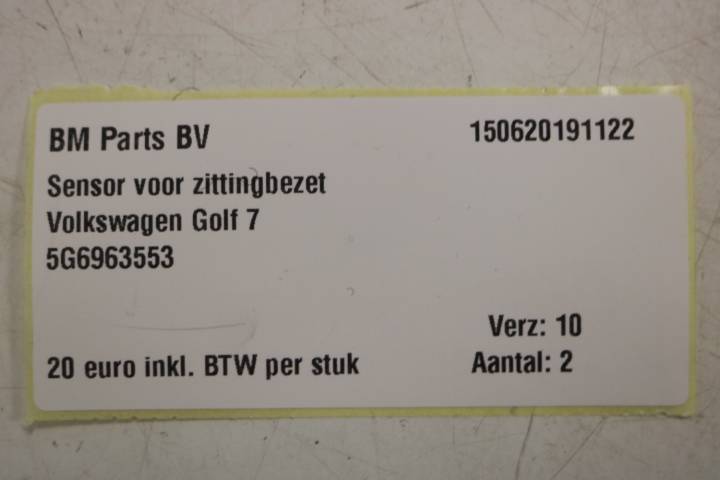 BM Parts BV 150620191122
Sensor voor zittingbezet
Volkswagen Golf 7
5G6963553
Verz: 10
20 euro inkl. BTW per stuk Aantal: 2